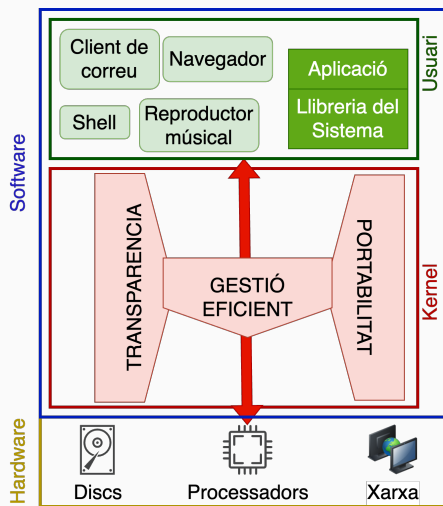 Software
Usuari
Client de
correu
Navegador
Shell
Reproductor
músical
Aplicació
Llibreria del
Sistema
Kernel
TRANSPARENCIA
GESTIÓ
EFICIENT
PORTABILITAT
Hardware
Discs
Processadors
Xarxa